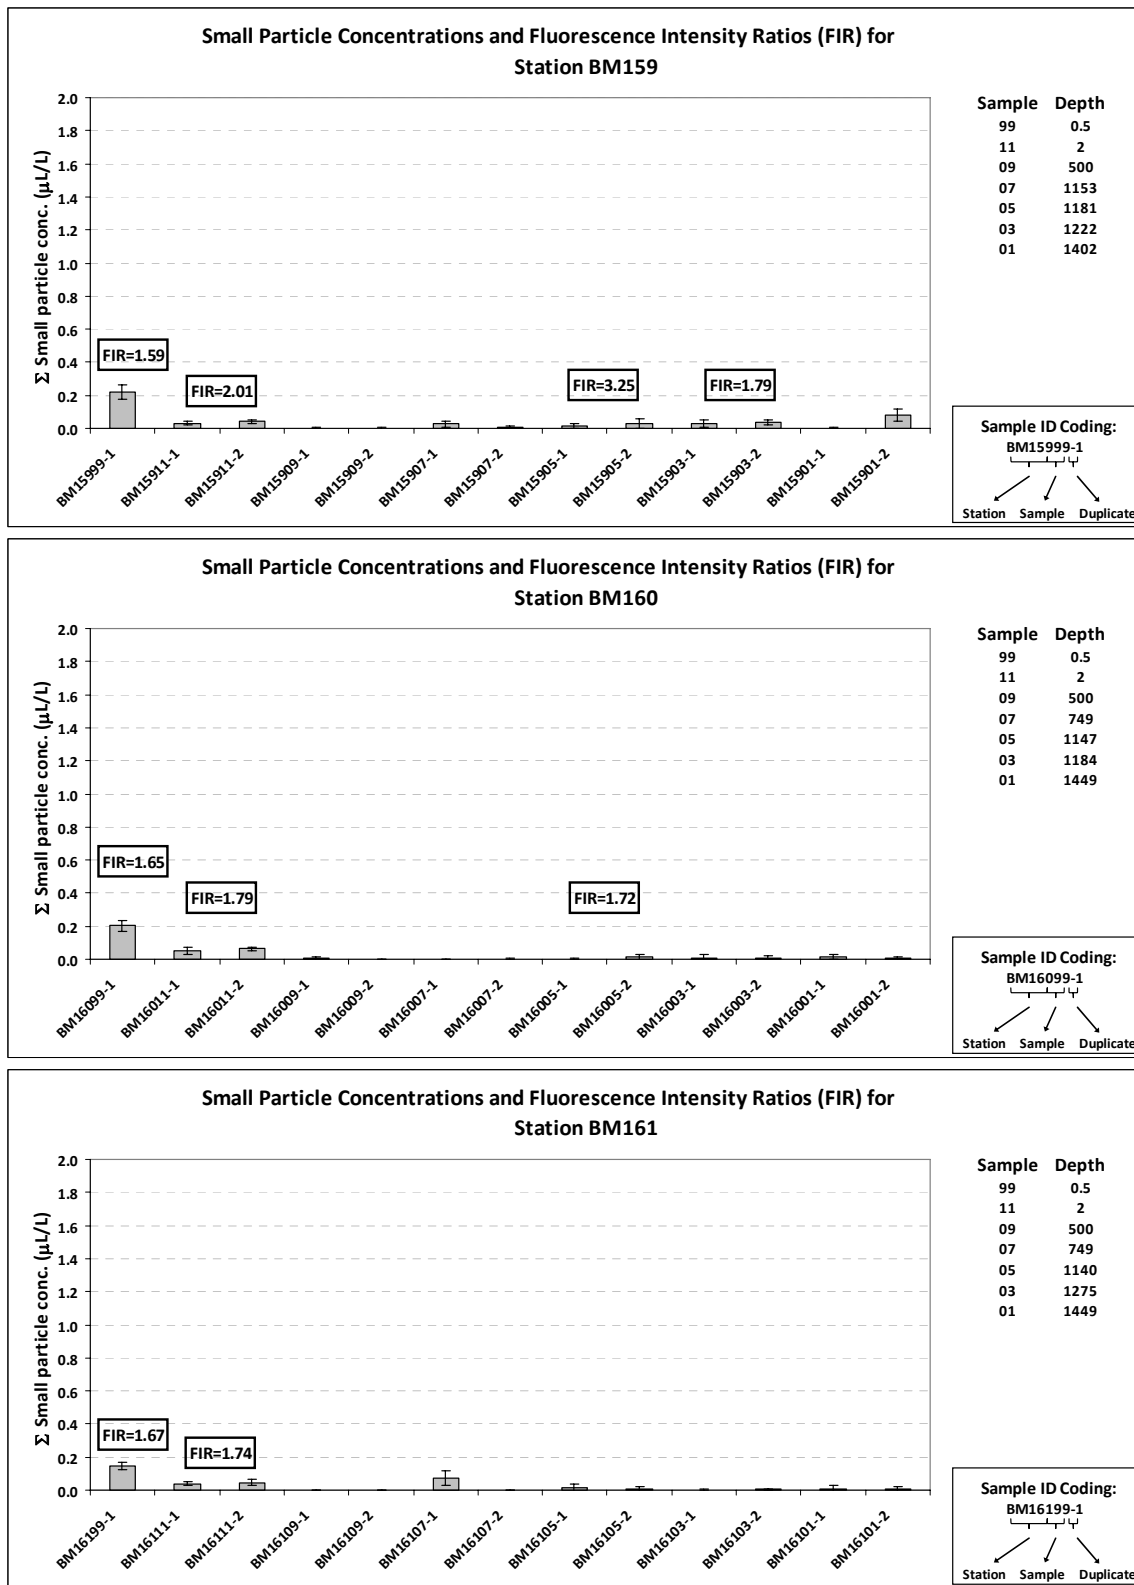 Small Particle Concentrations and Fluorescence Intensity Ratios (FIR) for
Station BM159
Σ Small particle conc. (µL/L)
2.0
1.8
1.6
1.4
1.2
1.0
0.8
0.6
0.4
0.2
0.0
FIR=1.59
FIR=2.01
FIR=3.25
FIR=1.79
BM15999-1
BM15911-1
BM15911-2
BM15909-1
BM15909-2
BM15907-1
BM15907-2
BM15905-1
BM15905-2
BM15903-1
BM15903-2
BM15901-1
BM15901-2
Sample Depth
99 0.5
11 2
09 500
07 1153
05 1181
03 1222
01 1402
Sample ID Coding:
BM15999-1
Station Sample Duplicate
Small Particle Concentrations and Fluorescence Intensity Ratios (FIR) for
Station BM160
Σ Small particle conc. (µL/L)
2.0
1.8
1.6
1.4
1.2
1.0
0.8
0.6
0.4
0.2
0.0
FIR=1.65
FIR=1.79
FIR=1.72
BM16099-1
BM16011-1
BM16011-2
BM16009-1
BM16009-2
BM16007-1
BM16007-2
BM16005-1
BM16005-2
BM16003-1
BM16003-2
BM16001-1
BM16001-2
Sample Depth
99 0.5
11 2
09 500
07 749
05 1147
03 1184
01 1449
Sample ID Coding:
BM16099-1
Station Sample Duplicate
Small Particle Concentrations and Fluorescence Intensity Ratios (FIR) for
Station BM161
Σ Small particle conc. (µL/L)
2.0
1.8
1.6
1.4
1.2
1.0
0.8
0.6
0.4
0.2
0.0
FIR=1.67
FIR=1.74
BM16199-1
BM16111-1
BM16111-2
BM16109-1
BM16109-2
BM16107-1
BM16107-2
BM16105-1
BM16105-2
BM16103-1
BM16103-2
BM16101-1
BM16101-2
Sample Depth
99 0.5
11 2
09 500
07 749
05 1140
03 1275
01 1449
Sample ID Coding:
BM16199-1
Station Sample Duplicate